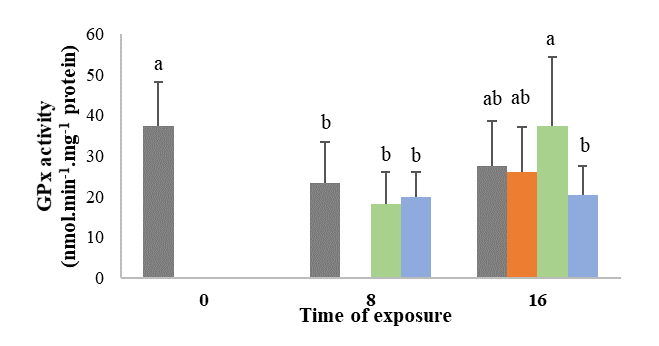 60
50
40
30
20
10
0
GPx activity
(nmol.min⁻¹.mg⁻¹ protein)
a
b
b
b
ab
ab
a
b
0
8
16
Time of exposure